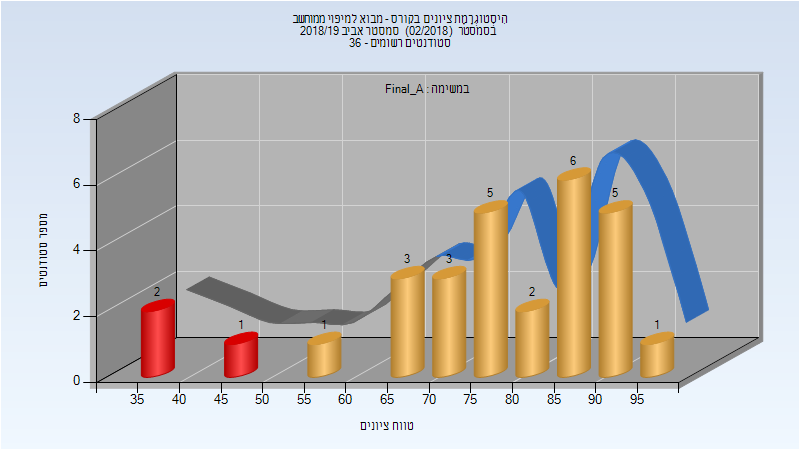 היסטוגרמת ציונים בקורס - מבוא למיפוי ממוחשב
בסמסטר (02/2018) סמסטר אביב 2018/19
סטודנטים רשומים - 36
במשימה : Final_A
מספר סטודנטים
8
6
4
2
0
2
1
1
3
3
5
2
6
5
1
35 40 45 50 55 60 65 70 75 80 85 90 95
טווח ציונים